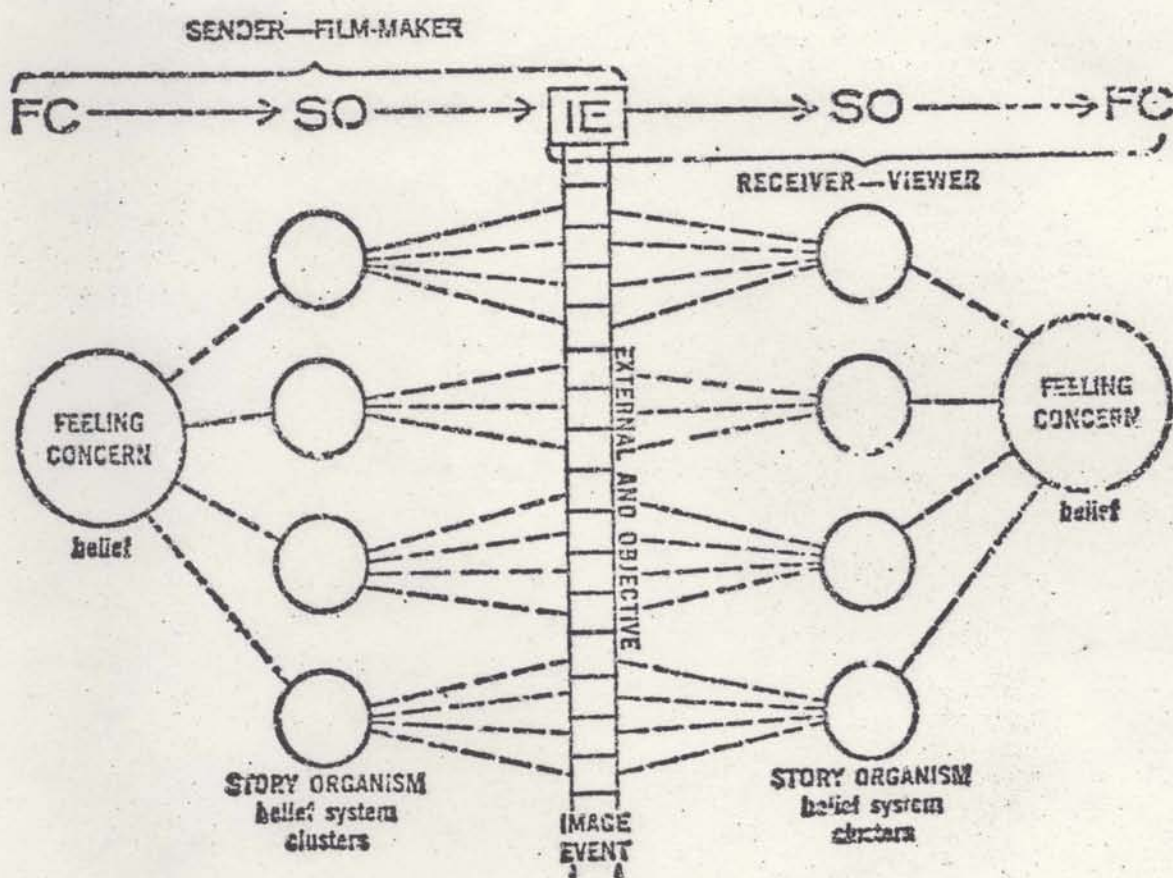 SENDER—FILM-MAKER
FC SO IE SO FC
RECEIVER—VIEWER
FEELING
CONCERN
belief
EXTERNAL AND OBJECTIVE
FEELING
CONCERN
belief
STORY ORGANISM
belief system
clusters
IMAGE
EVENT
STORY ORGANISM
belief system
clusters